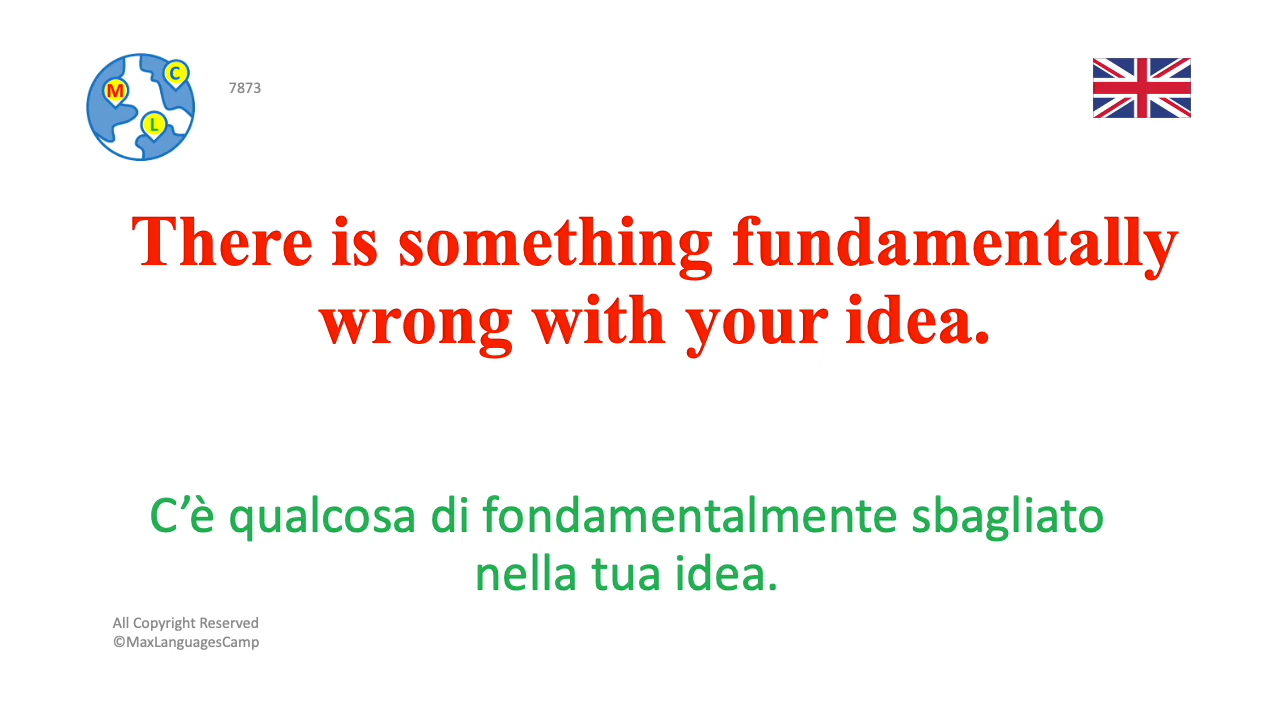 C
M
L
7873
There is something fundamentally
wrong with your idea.
C’è qualcosa di fondamentalmente sbagliato
nella tua idea.
All Copyright Reserved
©MaxLanguagesCamp